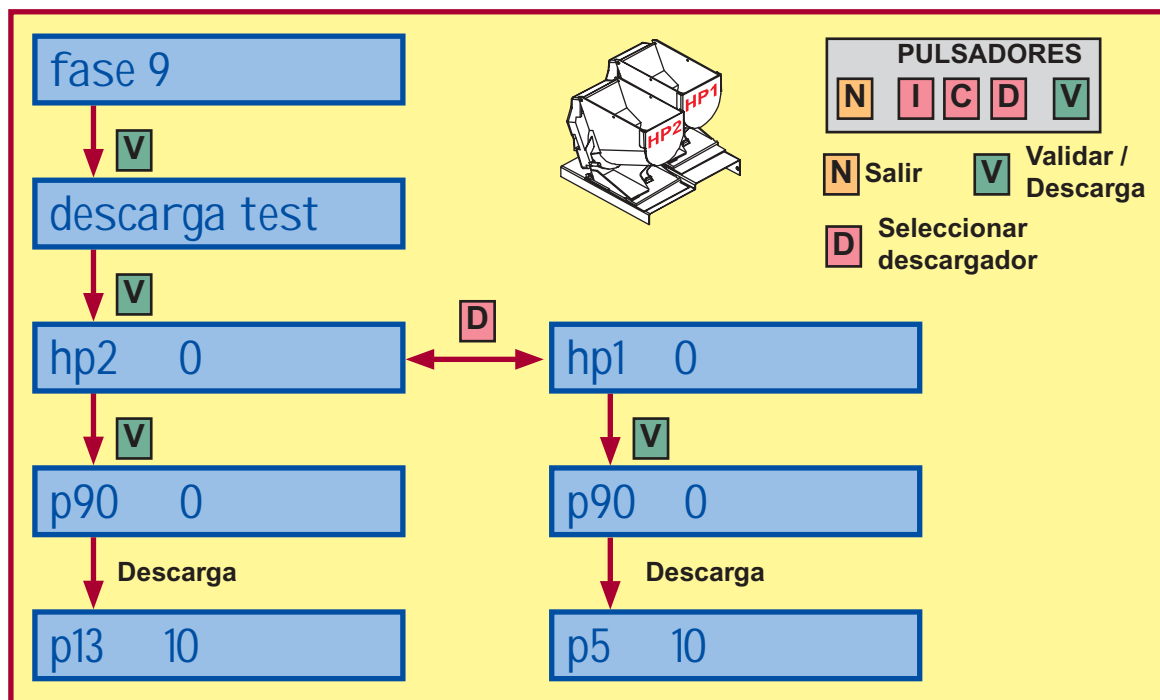 fase 9
V
descarga test
V
hp2 0
V
p90 0
Descarga
p13 10
D
hp1 0
V
p90 0
Descarga
p5 10
HP1
HP2
PULSADORES
N I C D V
N Salir
V Validar /
Descarga
D Seleccionar
descargador